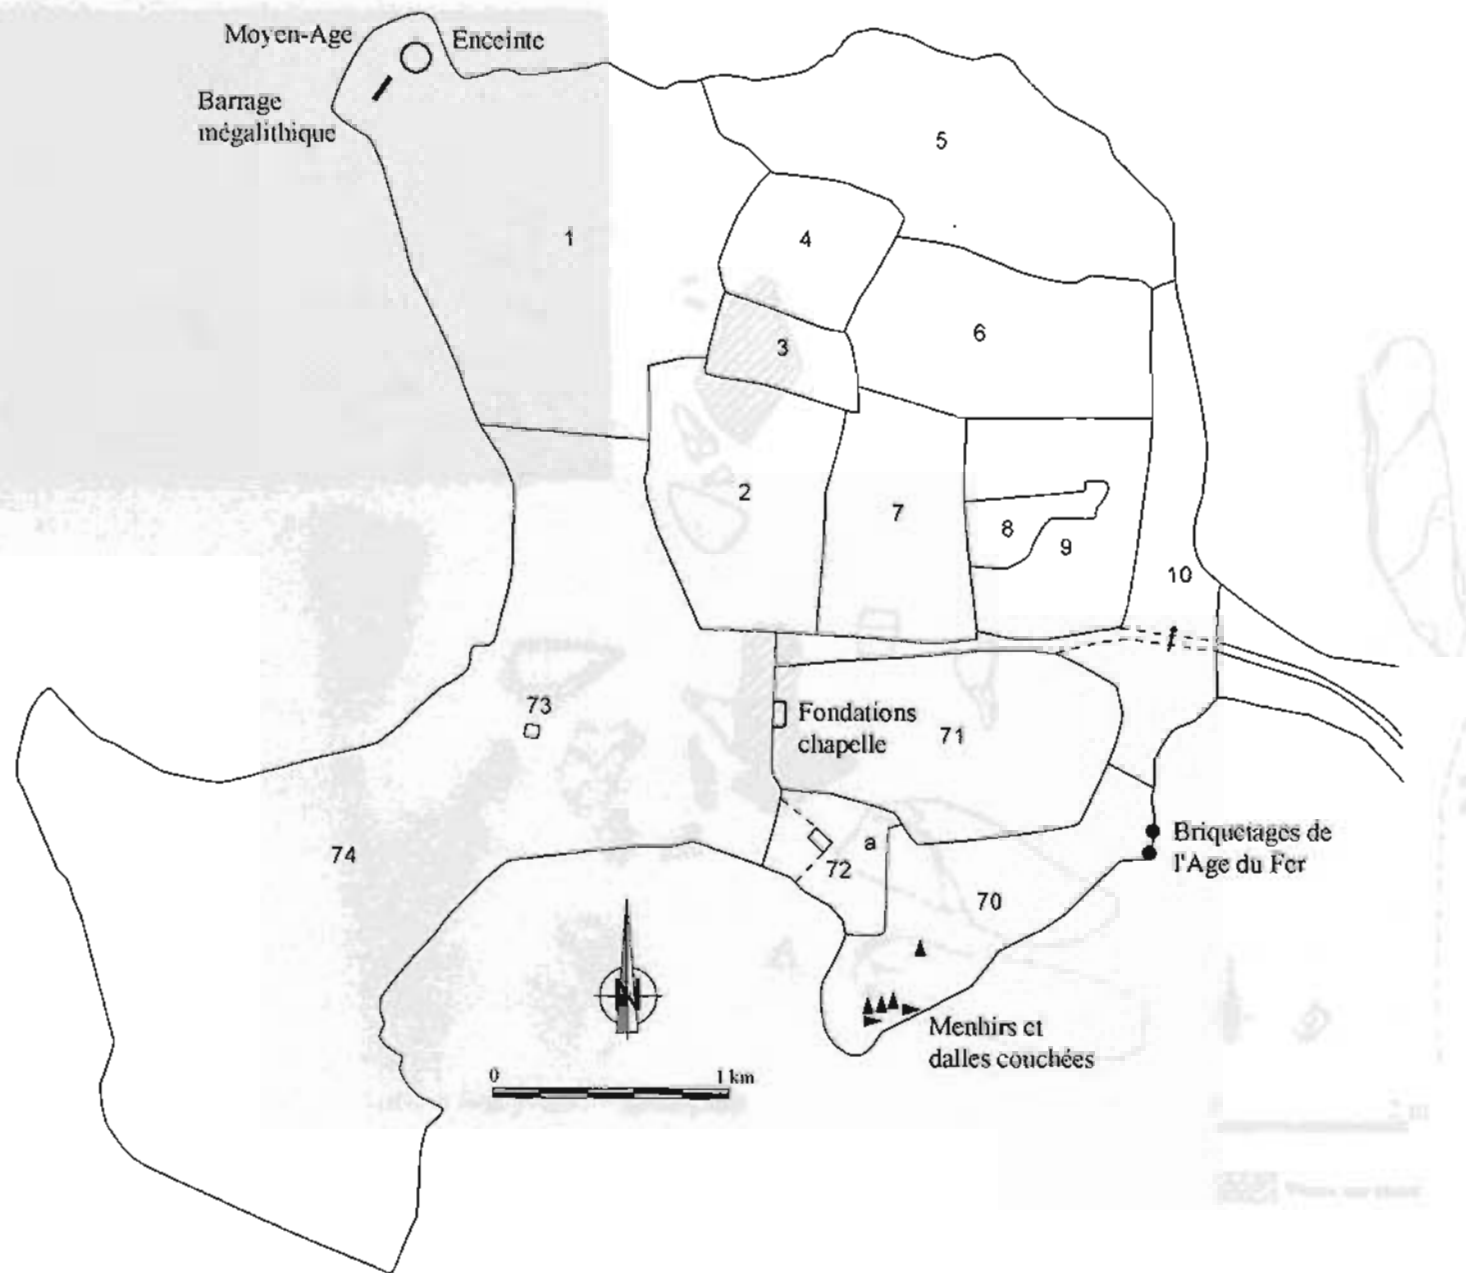 Moyen-Age
Enceinte
Barrage
mégalithique
5
1
4
6
3
2
7
8
9
10
73
Fondations
chapelle
71
74
a
72
Briquetages de
l'Age du Fer
70
N
Menhirs et
dalles couchées
0 1 km